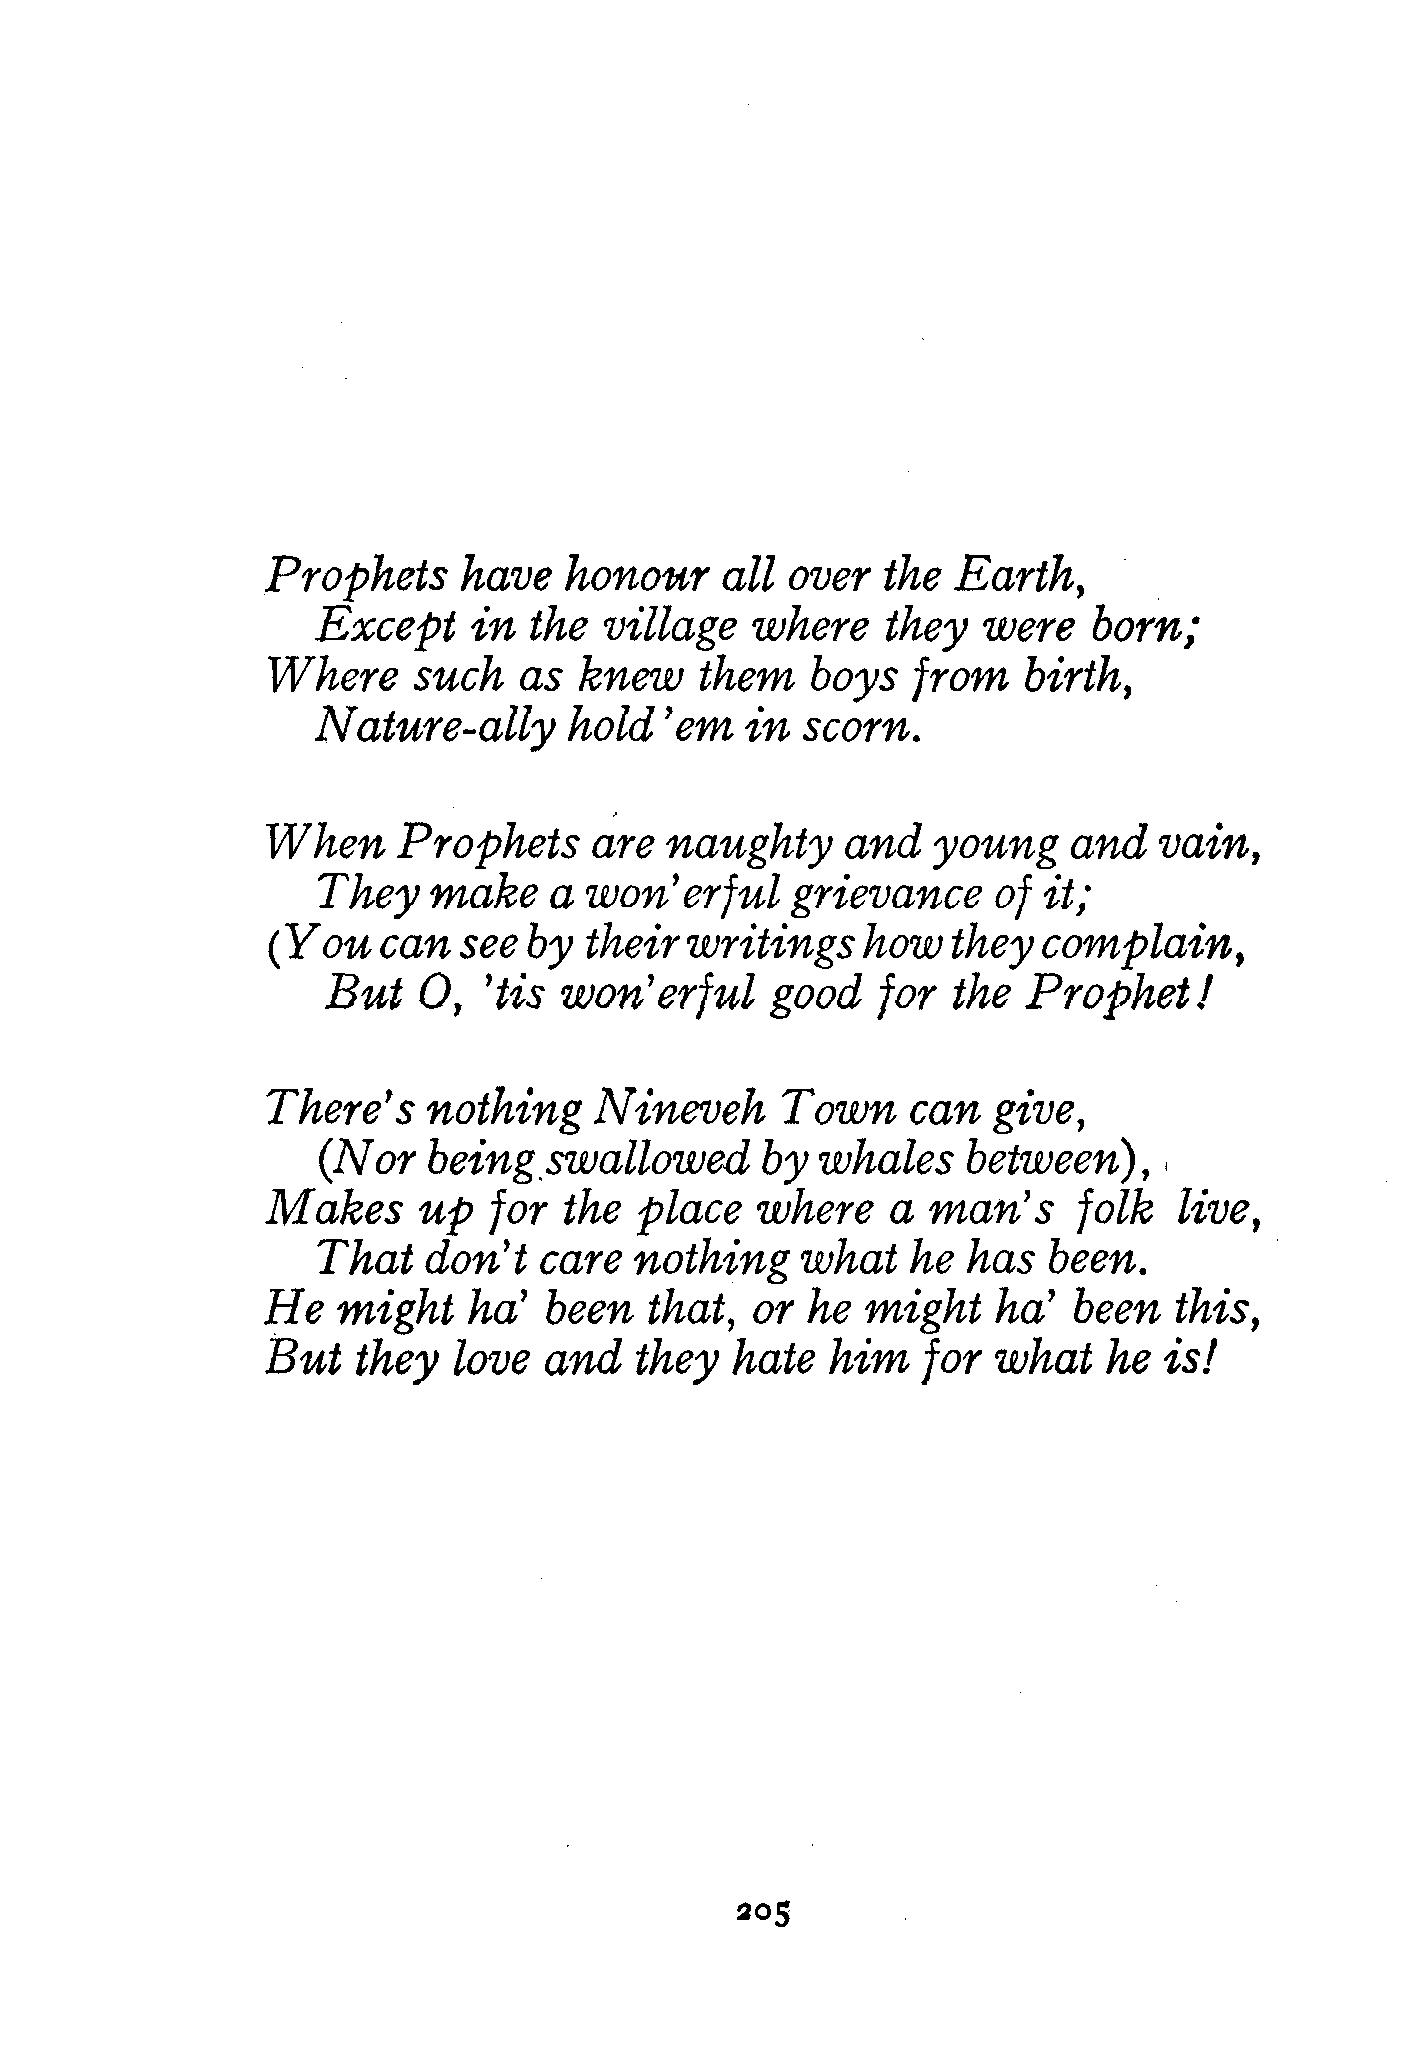 Prophets have honour all over the Earth,
Except in the village where they were born;
Where such as knew them boys from birth,
Nature-ally hold 'em in scorn.
When Prophets are naughty and young and vain,
They make a won'erful grievance of it;
(You can see by their writings how they complain,
But O, 'tis won'erful good for the Prophet!
There's nothing Nineveh Town can give,
(Nor being swallowed by whales between),
Makes up for the place where a man's folk live,
That don't care nothing what he has been.
He might ha' been that, or he might ha' been this,
But they love and they hate him for what he is!
205